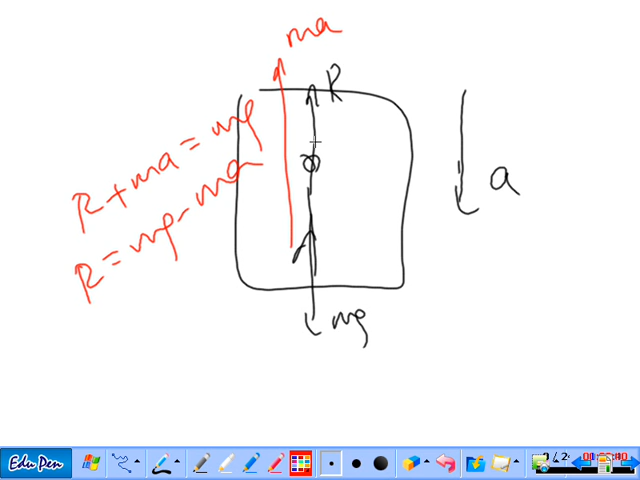 ma
R
R + ma = mg
R = mg - ma
a
mg
Edu Pen